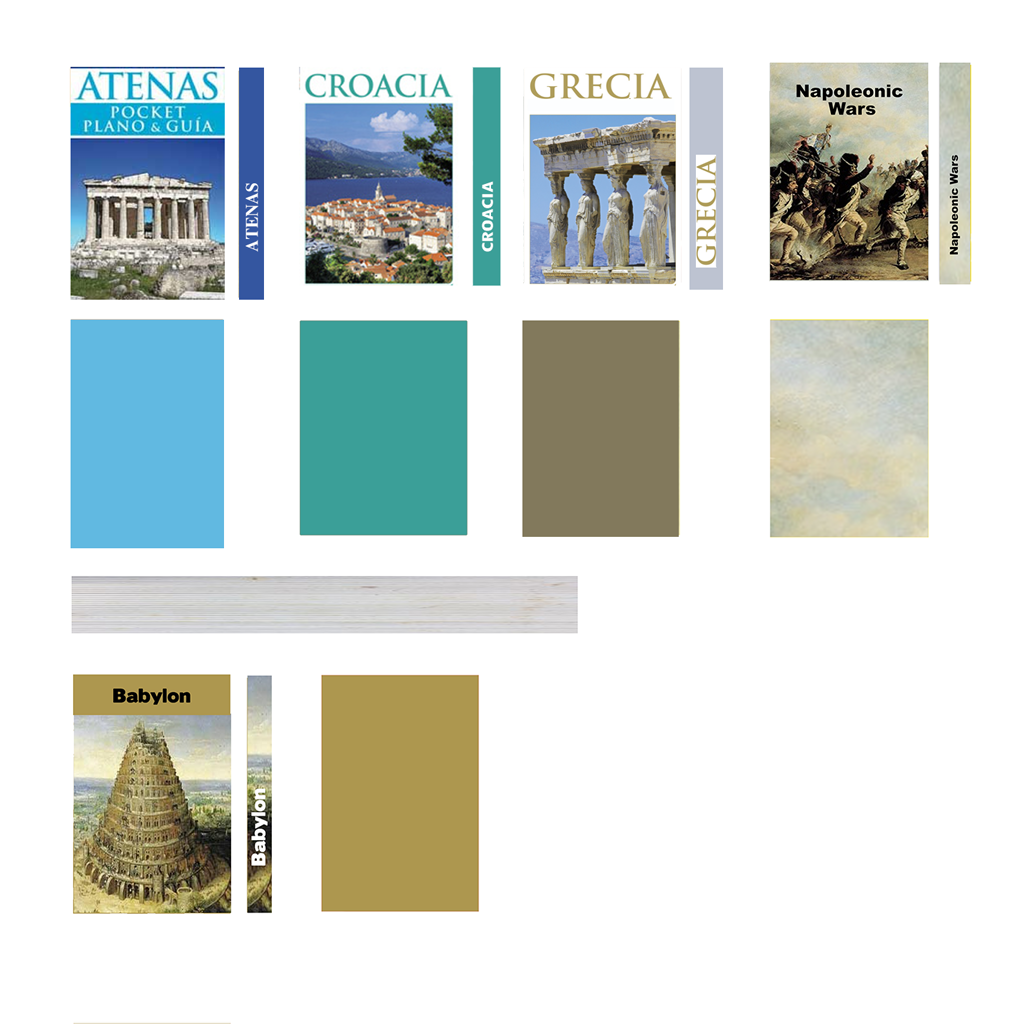 ATENAS
POCKET
PLANO & GUÍA
ATENAS
CROACIA
CROACIA
GRECIA
GRECIA
Napoleonic
Wars
Napoleonic Wars
Babylon
Babylon